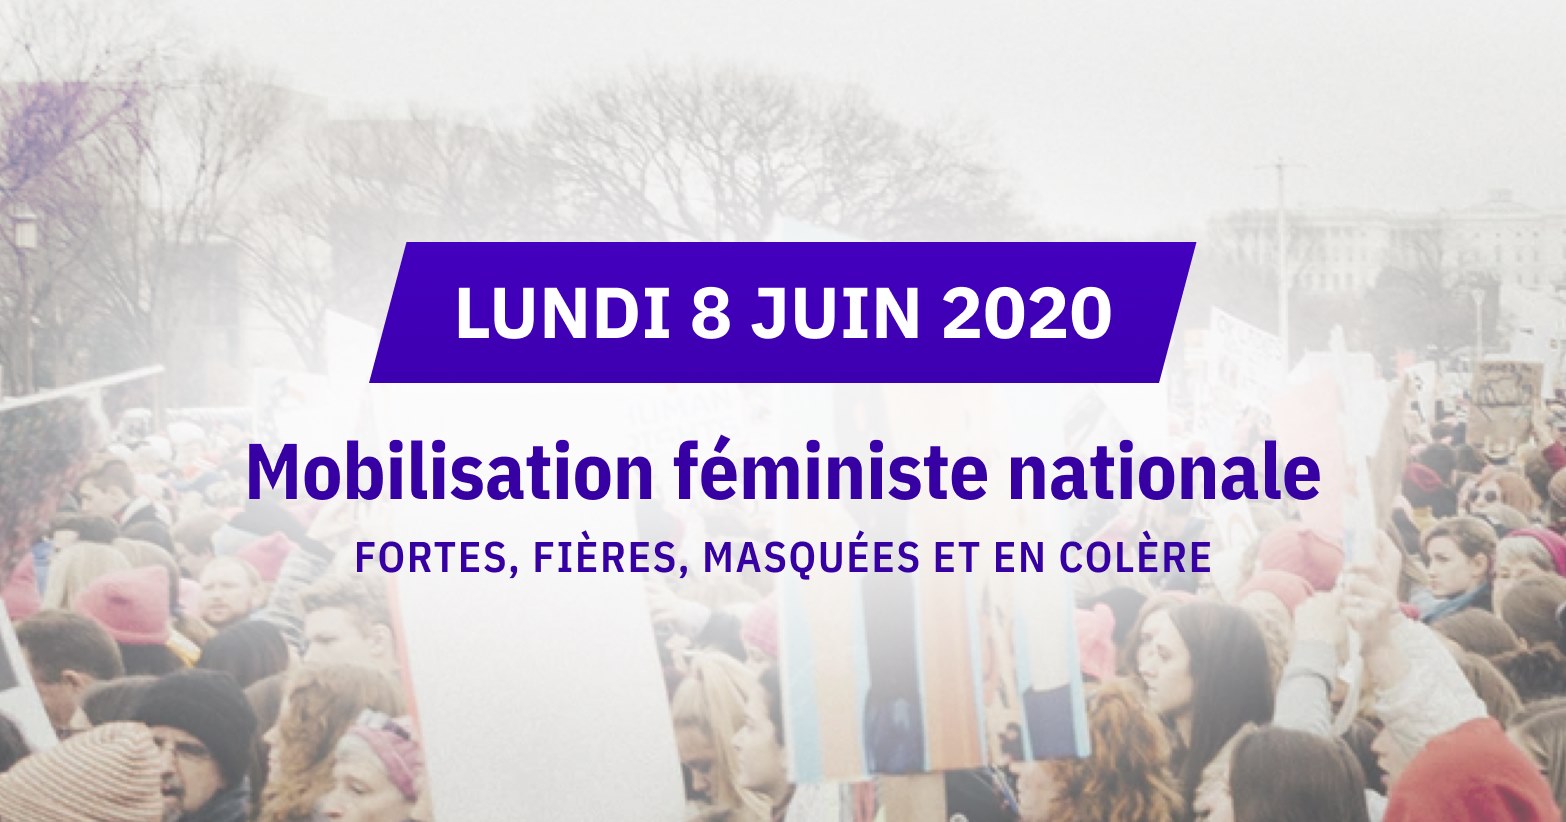 LUNDI 8 JUIN 2020
Mobilisation féministe nationale
FORTES, FIÈRES, MASQUÉES ET EN COLÈRE